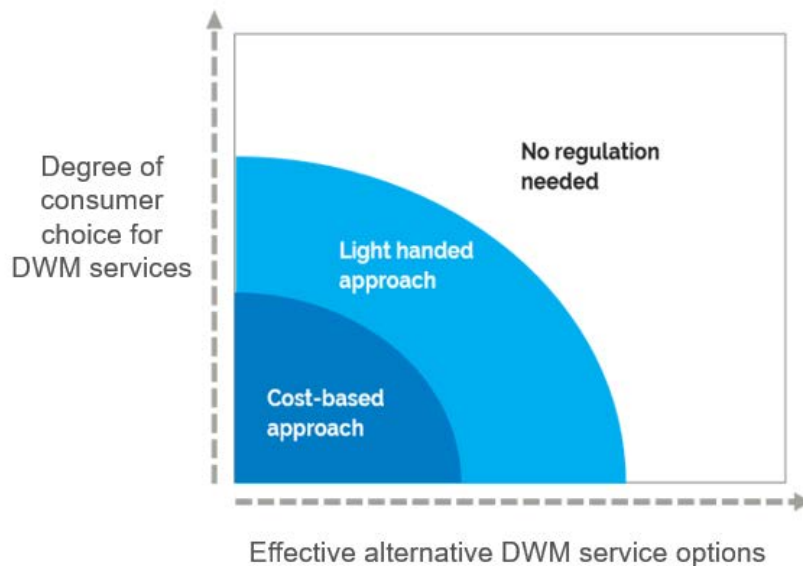 Degree of
consumer
choice for
DWM services
No regulation
needed
Light handed
approach
Cost-based
approach
Effective alternative DWM service options